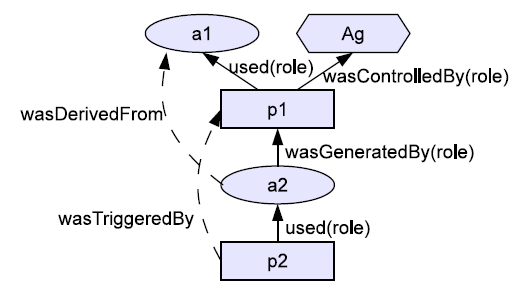 a1
Ag
used(role)
wasControlledBy(role)
p1
wasDerivedFrom
wasGeneratedBy(role)
a2
wasTriggeredBy
used(role)
p2